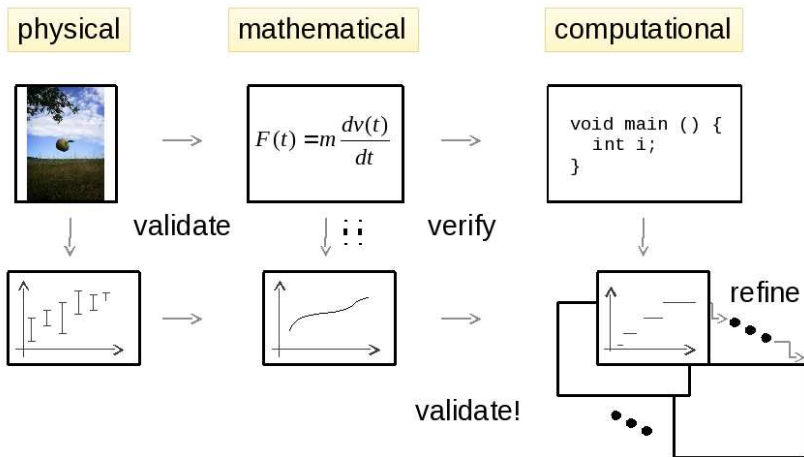 physical
mathematical
computational
F(t) =m dv(t)/dt
void main () {
int i;
}
validate
verify
refine
validate!